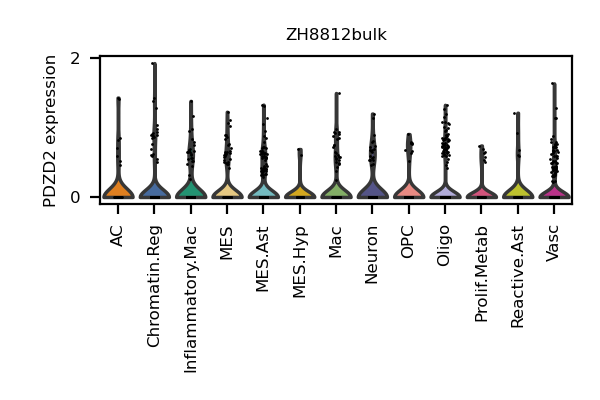 ZH8812bulk
PDZD2 expression
2
0
AC
Chromatin.Reg
Inflammatory.Mac
MES
MES.Ast
MES.Hyp
Mac
Neuron
OPC
Oligo
Prolif.Metab
Reactive.Ast
Vasc